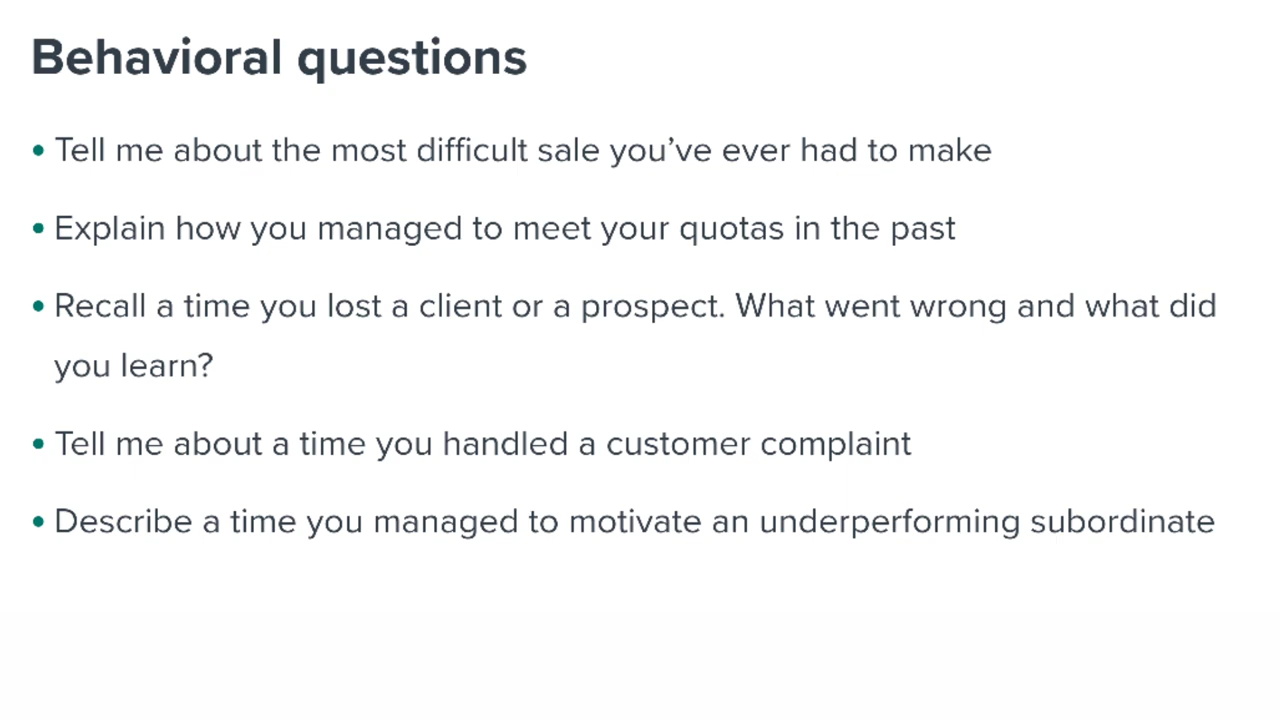 Behavioral questions
• Tell me about the most difficult sale you’ve ever had to make
• Explain how you managed to meet your quotas in the past
• Recall a time you lost a client or a prospect. What went wrong and what did
you learn?
• Tell me about a time you handled a customer complaint
• Describe a time you managed to motivate an underperforming subordinate